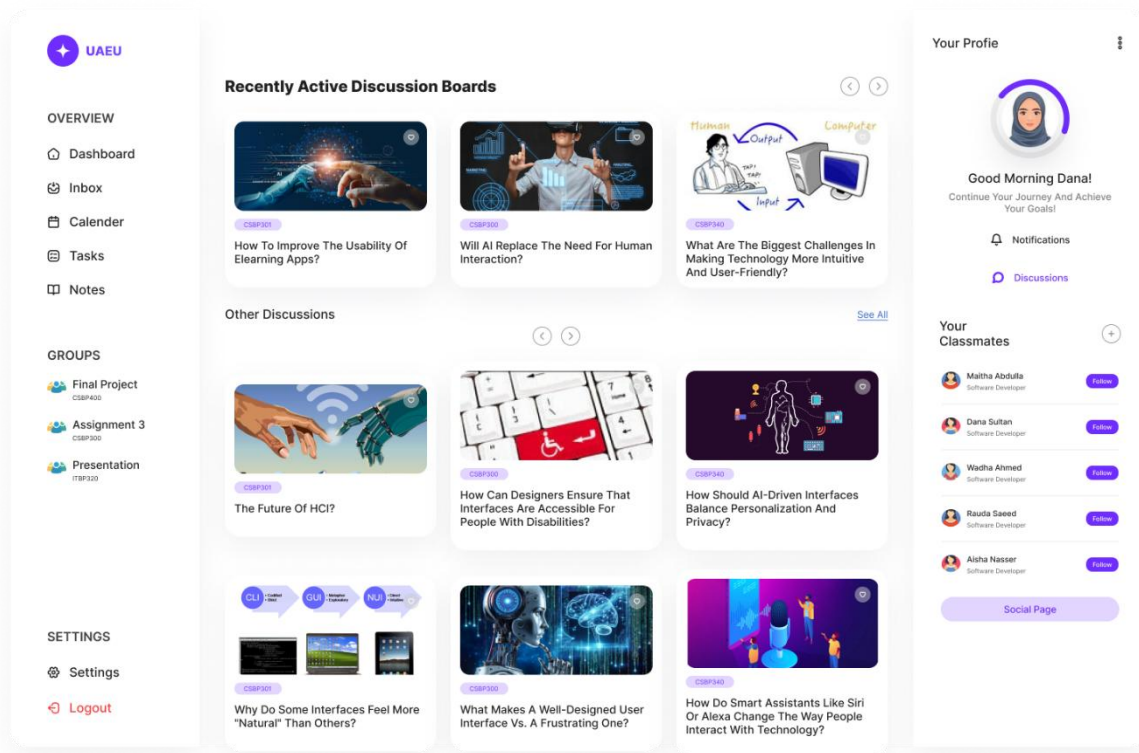 UAEU
OVERVIEW
Dashboard
Inbox
Calender
Tasks
Notes
GROUPS
Final Project
CSBP400
Assignment 3
CSBP300
Presentation
ITBP320
SETTINGS
Settings
Logout
Recently Active Discussion Boards
AI
CSBP301
How To Improve The Usability Of
Elearning Apps?
MARKETING
CSBP300
Will AI Replace The Need For Human
Interaction?
Human
Computer
Output
TAP!
TAP!
Input
CSBP340
What Are The Biggest Challenges In
Making Technology More Intuitive
And User-Friendly?
Other Discussions
See All
CSBP301
The Future Of HCI?
7
Home
4
1
CSBP300
How Can Designers Ensure That
Interfaces Are Accessible For
People With Disabilities?
CSBP340
How Should AI-Driven Interfaces
Balance Personalization And
Privacy?
CLI
GUI
NUI
CSBP301
Why Do Some Interfaces Feel More
"Natural" Than Others?
CSBP300
What Makes A Well-Designed User
Interface Vs. A Frustrating One?
CSBP340
How Do Smart Assistants Like Siri
Or Alexa Change The Way People
Interact With Technology?
Your Profie
Good Morning Dana!
Continue Your Journey And Achieve
Your Goals!
Notifications
Discussions
Your
Classmates
Maitha Abdulla
Software Developer
Follow
Dana Sultan
Software Developer
Follow
Wadha Ahmed
Software Developer
Follow
Rauda Saeed
Software Developer
Follow
Aisha Nasser
Software Developer
Follow
Social Page